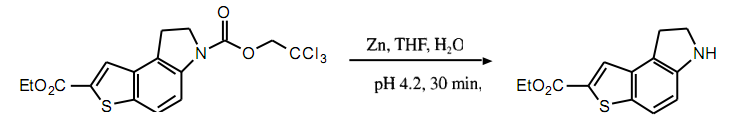 O
N
O
CCl3
EtO2C
S
Zn, THF, H2O
pH 4.2, 30 min,
NH
EtO2C
S